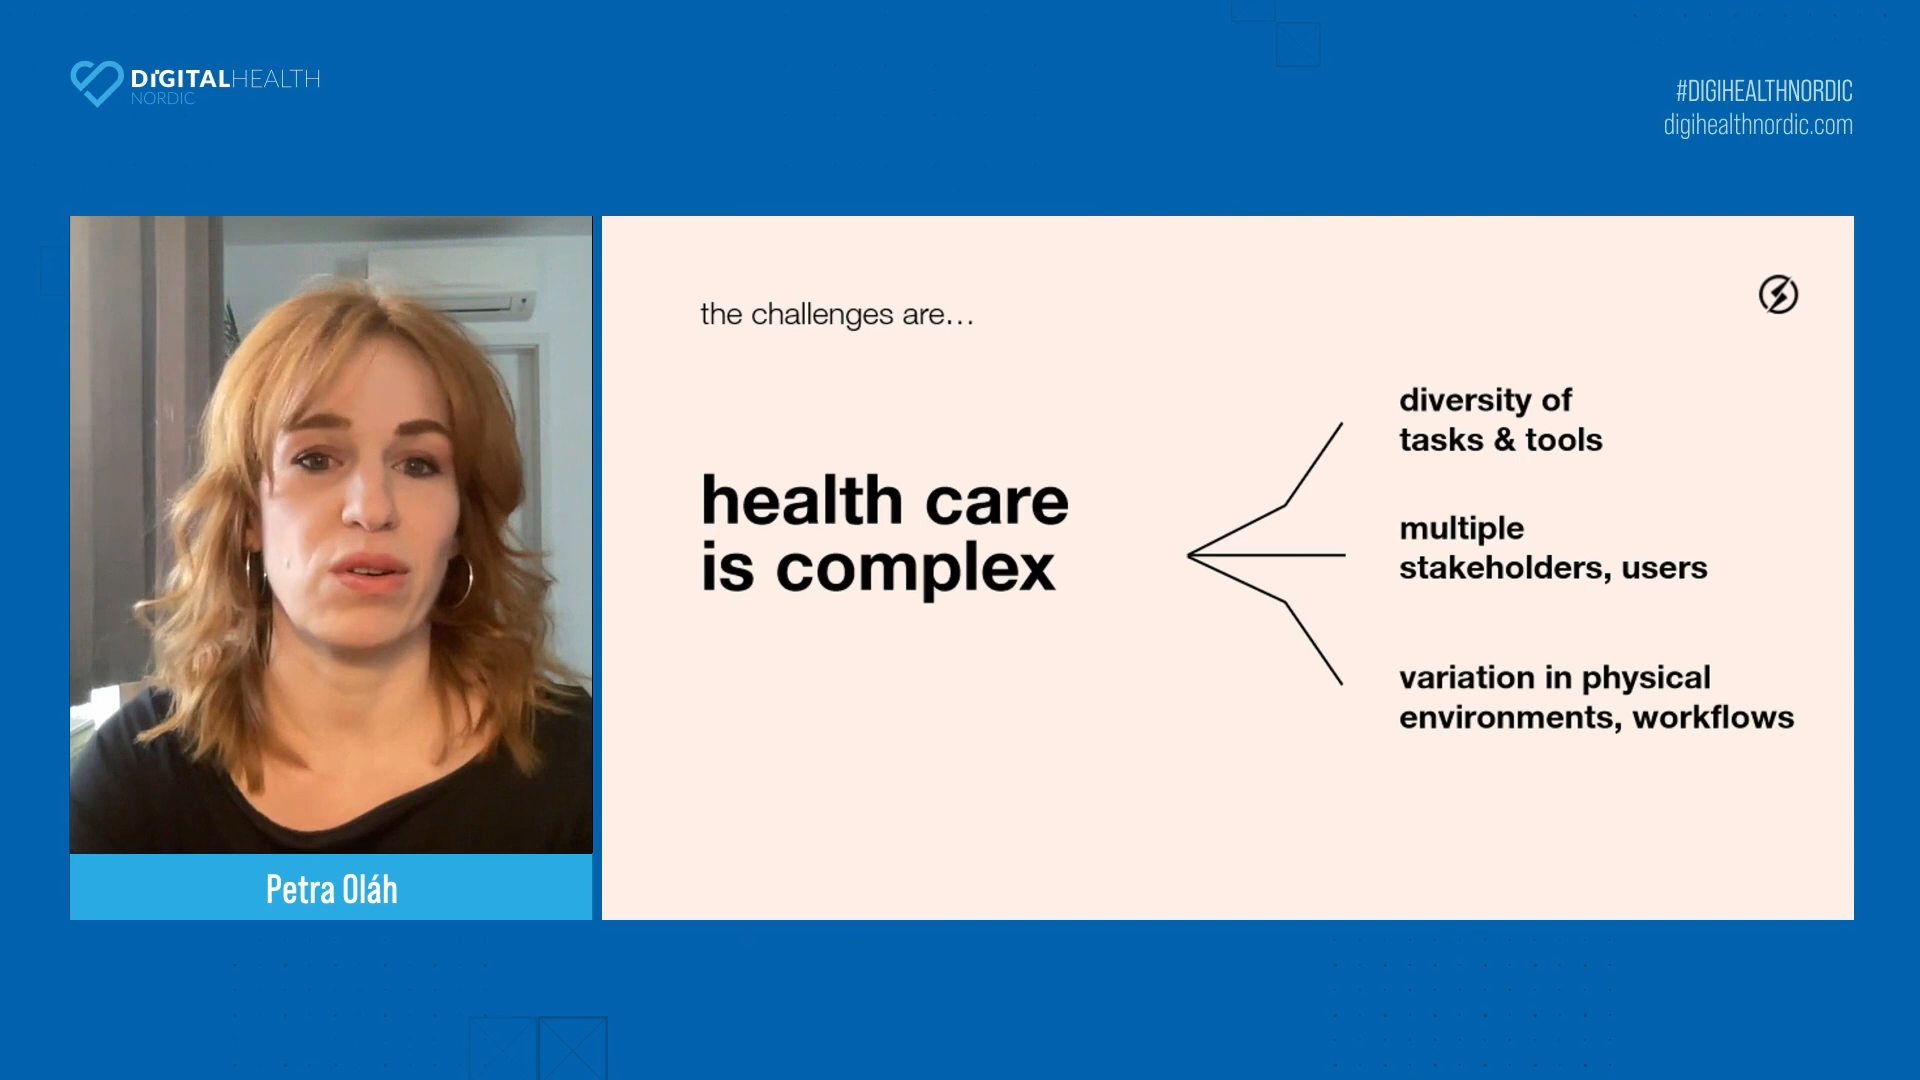 DiGITALHEALTH
NORDIC
#DIGIHEALTHNORDIC
digihealthnordic.com
the challenges are...
health care
is complex
diversity of
tasks & tools
multiple
stakeholders, users
variation in physical
environments, workflows
Petra Oláh